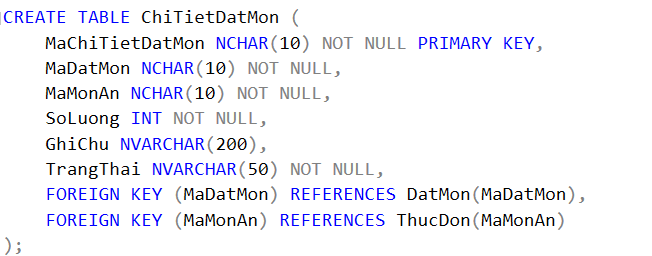 CREATE TABLE ChiTietDatMon (
    MaChiTietDatMon NCHAR(10) NOT NULL PRIMARY KEY,
    MaDatMon NCHAR(10) NOT NULL,
    MaMonAn NCHAR(10) NOT NULL,
    SoLuong INT NOT NULL,
    GhiChu NVARCHAR(200),
    TrangThai NVARCHAR(50) NOT NULL,
    FOREIGN KEY (MaDatMon) REFERENCES DatMon(MaDatMon),
    FOREIGN KEY (MaMonAn) REFERENCES ThucDon(MaMonAn)
);